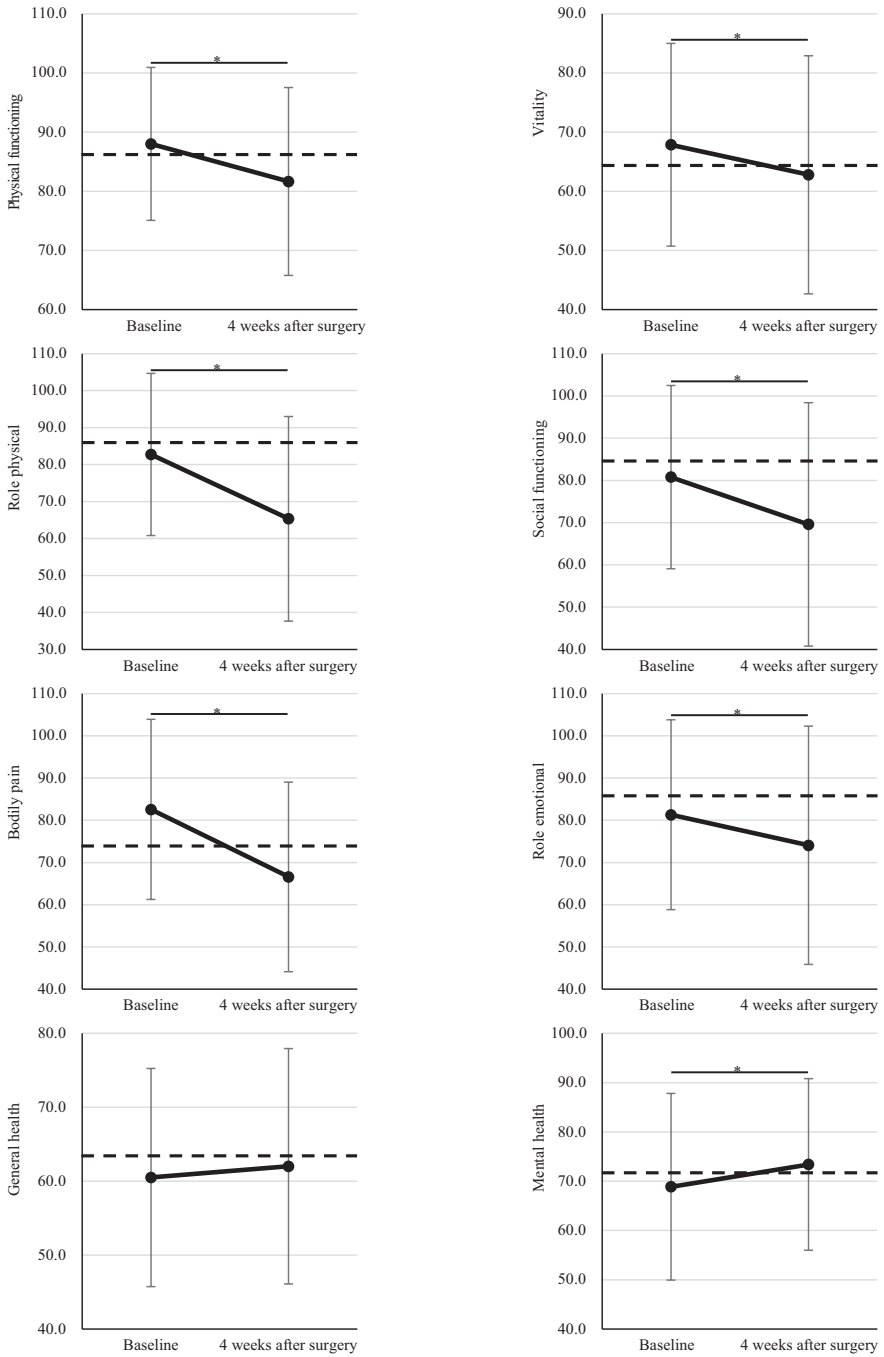 110.0
100.0
90.0
80.0
70.0
60.0
Physical functioning
*
Baseline
4 weeks after surgery
90.0
80.0
70.0
60.0
50.0
40.0
Vitality
*
Baseline
4 weeks after surgery
110.0
100.0
90.0
80.0
70.0
60.0
50.0
40.0
30.0
Role physical
*
Baseline
4 weeks after surgery
110.0
100.0
90.0
80.0
70.0
60.0
50.0
40.0
Social functioning
*
Baseline
4 weeks after surgery
110.0
100.0
90.0
80.0
70.0
60.0
50.0
40.0
Bodily pain
*
Baseline
4 weeks after surgery
110.0
100.0
90.0
80.0
70.0
60.0
50.0
40.0
Role emotional
*
Baseline
4 weeks after surgery
80.0
70.0
60.0
50.0
40.0
General health
Baseline
4 weeks after surgery
100.0
90.0
80.0
70.0
60.0
50.0
40.0
Mental health
*
Baseline
4 weeks after surgery